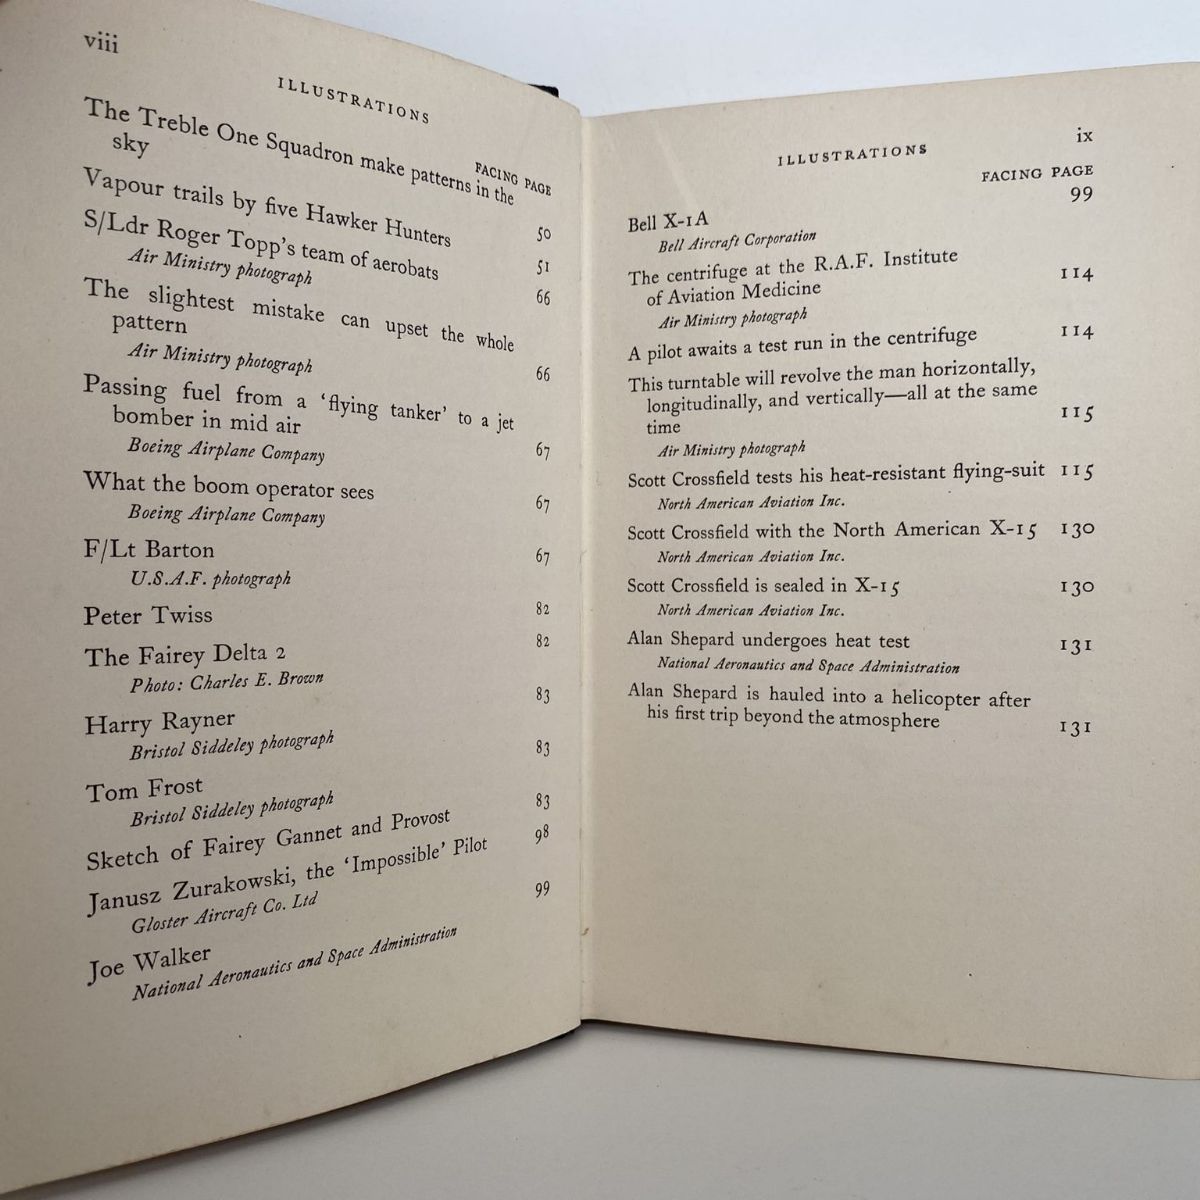 viii
ILLUSTRATIONS
FACING PAGE
The Treble One Squadron make patterns in the
sky 50
Vapour trails by five Hawker Hunters 51
S/Ldr Roger Topp's team of aerobats 66
Air Ministry photograph
The slightest mistake can upset the whole
pattern 66
Air Ministry photograph
Passing fuel from a 'flying tanker' to a jet
bomber in mid air 67
Boeing Airplane Company
What the boom operator sees 67
Boeing Airplane Company
F/Lt Barton 67
U.S.A.F. photograph
Peter Twiss 82
The Fairey Delta 2 82
Photo: Charles E. Brown
Harry Rayner 83
Bristol Siddeley photograph
Tom Frost 83
Bristol Siddeley photograph
Sketch of Fairey Gannet and Provost 83
Janusz Zurakowski, the 'Impossible' Pilot 98
Gloster Aircraft Co. Ltd
Joe Walker 99
National Aeronautics and Space Administration
ix
ILLUSTRATIONS
FACING PAGE
Bell X-1A 99
Bell Aircraft Corporation
The centrifuge at the R.A.F. Institute
of Aviation Medicine 114
Air Ministry photograph
A pilot awaits a test run in the centrifuge 114
This turntable will revolve the man horizontally,
longitudinally, and vertically—all at the same
time 115
Air Ministry photograph
Scott Crossfield tests his heat-resistant flying-suit 115
North American Aviation Inc.
Scott Crossfield with the North American X-15 130
North American Aviation Inc.
Scott Crossfield is sealed in X-15 130
North American Aviation Inc.
Alan Shepard undergoes heat test 131
National Aeronautics and Space Administration
Alan Shepard is hauled into a helicopter after
his first trip beyond the atmosphere 131